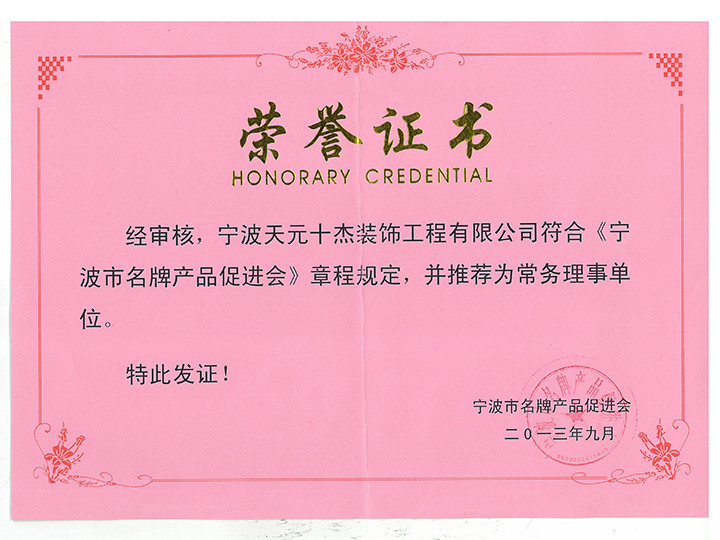 荣誉证书
HONORARY CREDENTIAL
经审核，宁波天元十杰装饰工程有限公司符合《宁
波市名牌产品促进会》章程规定，并推荐为常务理事单
位。
特此发证！
宁波市名牌产品促进会
二0一三年九月